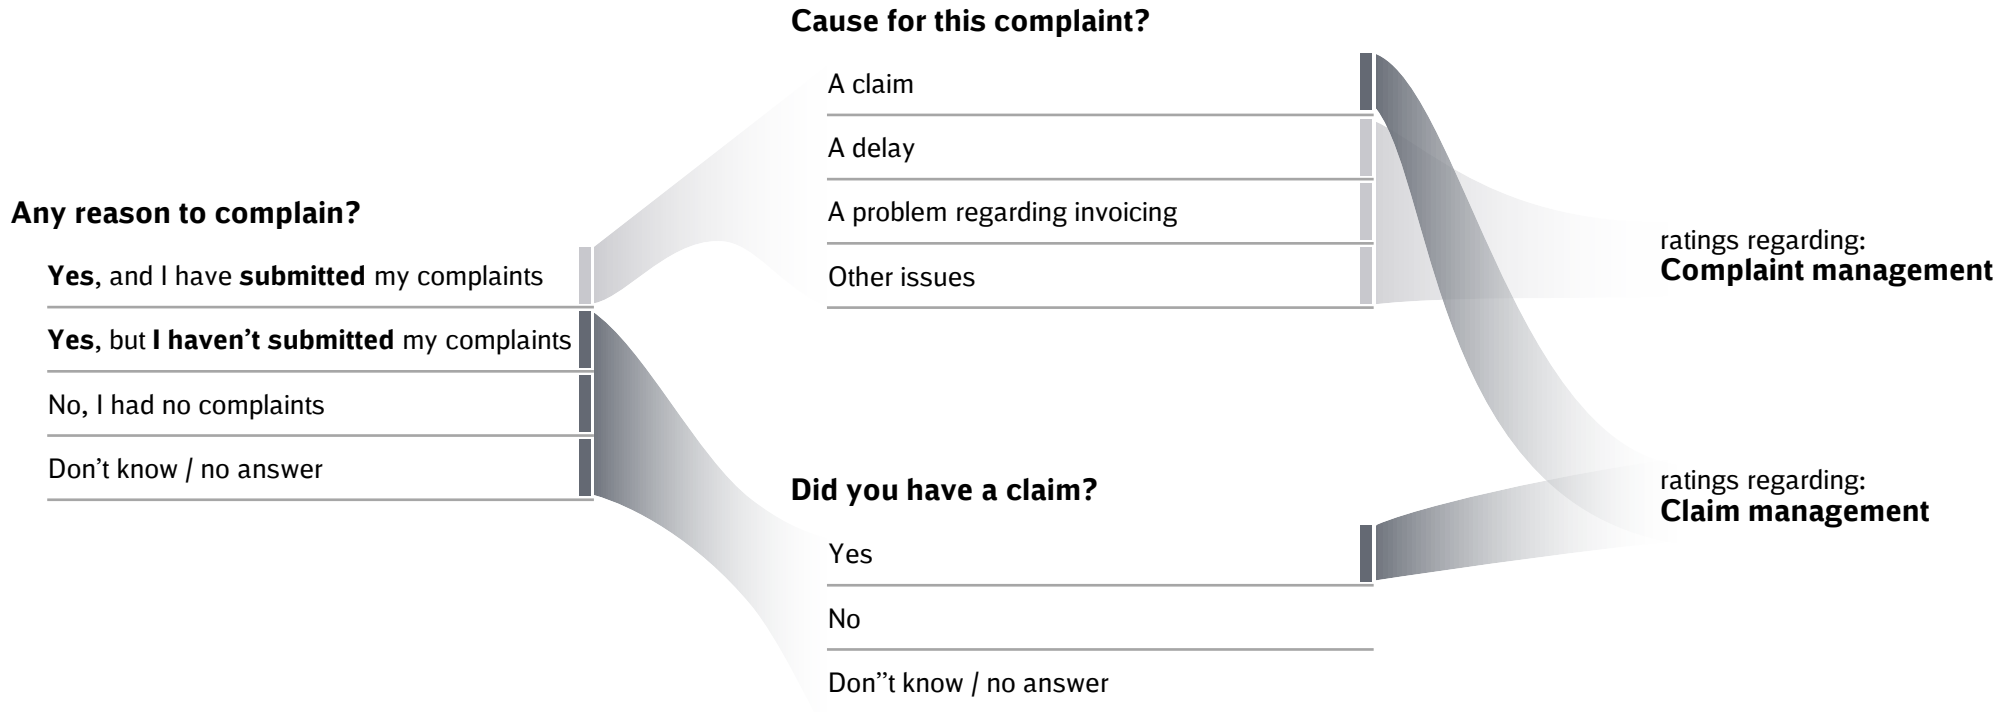 Any reason to complain?
Yes, and I have submitted my complaints
Yes, but I haven't submitted my complaints
No, I had no complaints
Don’t know / no answer
Cause for this complaint?
A claim
A delay
A problem regarding invoicing
Other issues
Did you have a claim?
Yes
No
Don’’t know / no answer
ratings regarding:
Complaint management
ratings regarding:
Claim management